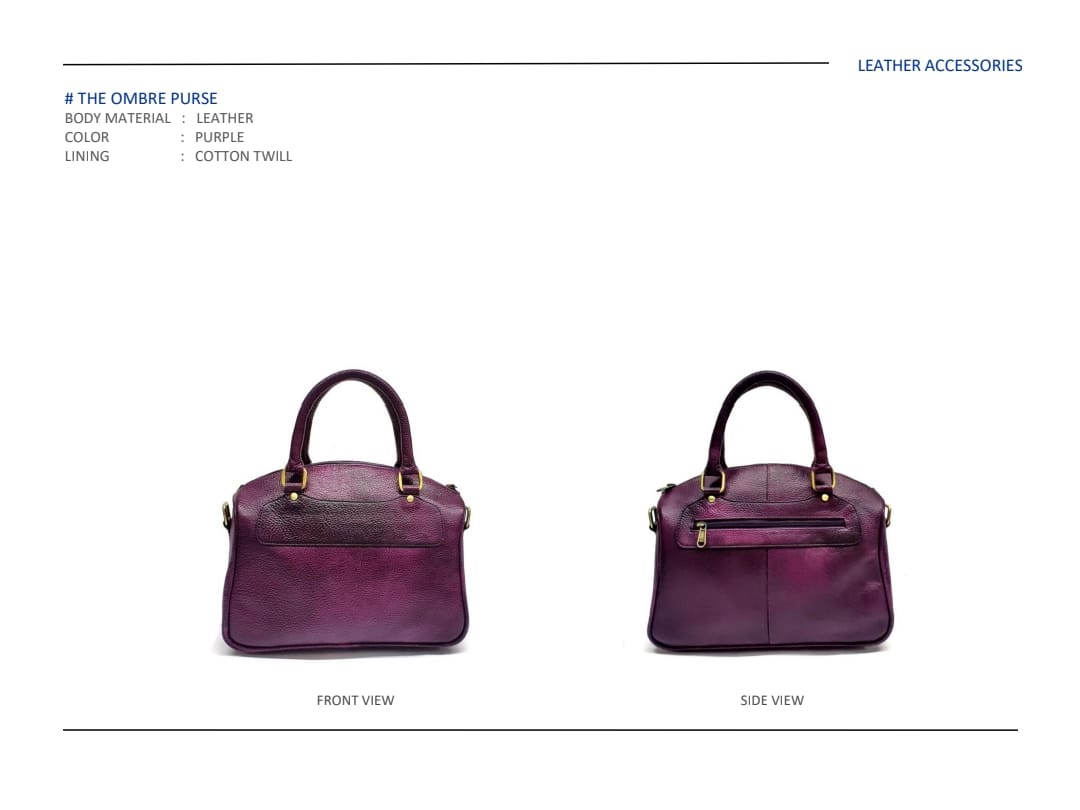 LEATHER ACCESSORIES
# THE OMBRE PURSE
BODY MATERIAL : LEATHER
COLOR : PURPLE
LINING : COTTON TWILL
FRONT VIEW
SIDE VIEW